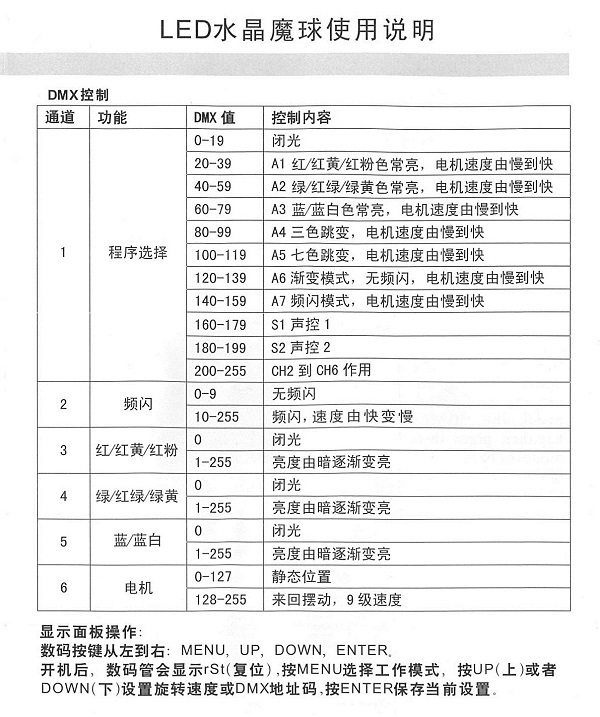 LED水晶魔球使用说明
DMX控制
通道 功能 DMX 值 控制内容
1 程序选择 0-19 闭光
20-39 A1 红/红黄/红粉色常亮，电机速度由慢到快
40-59 A2 绿/红绿/绿黄色常亮，电机速度由慢到快
60-79 A3 蓝/蓝白色常亮，电机速度由慢到快
80-99 A4 三色跳变，电机速度由慢到快
100-119 A5 七色跳变，电机速度由慢到快
120-139 A6 渐变模式，无频闪，电机速度由慢到快
140-159 A7 频闪模式，电机速度由慢到快
160-179 S1 声控 1
180-199 S2 声控 2
200-255 CH2 到 CH6 作用
2 频闪 0-9 无频闪
10-255 频闪，速度由快变慢
3 红/红黄/红粉 0 闭光
1-255 亮度由暗逐渐变亮
4 绿/红绿/绿黄 0 闭光
1-255 亮度由暗逐渐变亮
5 蓝/蓝白 0 闭光
1-255 亮度由暗逐渐变亮
6 电机 0-127 静态位置
128-255 来回摆动，9 级速度
显示面板操作：
数码按键从左到右：MENU, UP, DOWN, ENTER。
开机后，数码管会显示rSt(复位),按MENU选择工作模式，按UP(上)或者
DOWN(下)设置旋转速度或DMX地址码,按ENTER保存当前设置。